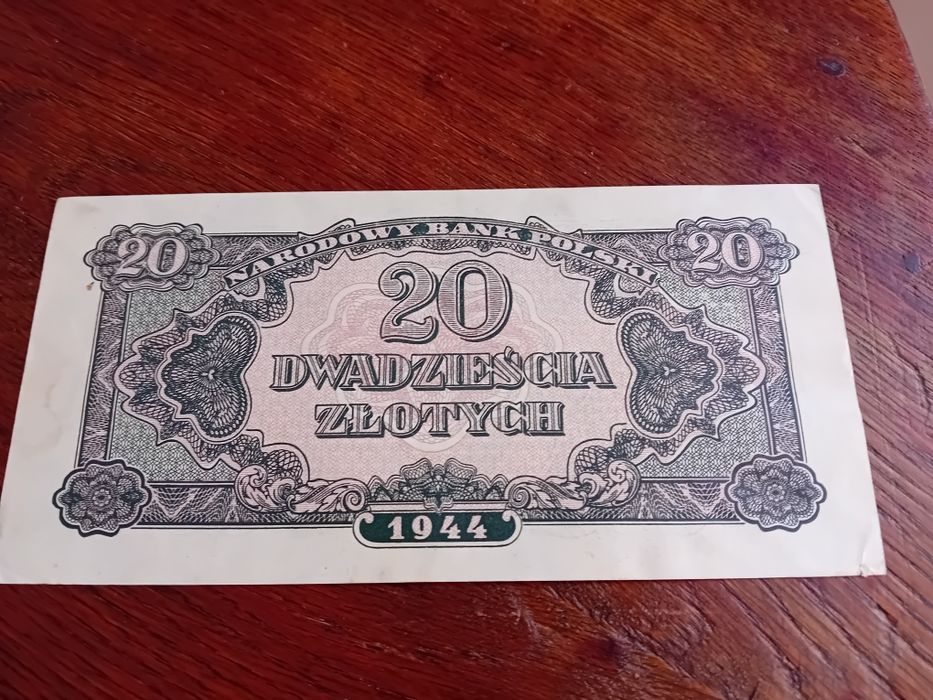 20 20
NARODOWY BANK POLSKI
20
DWADZIEŚCIA
ZŁOTYCH
1944